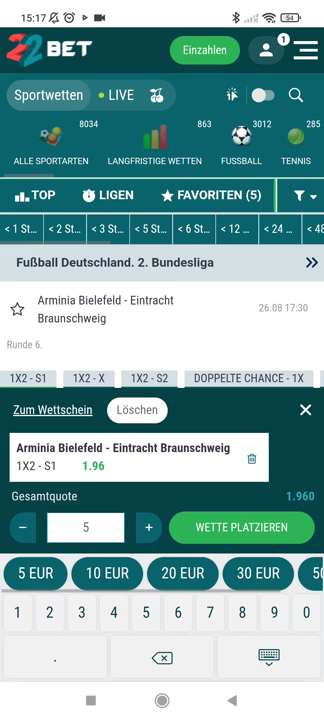 15:17
54
22 BET
Einzahlen
1
Sportwetten
LIVE
8034
863
3012
285
ALLE SPORTARTEN
LANGFRISTIGE WETTEN
FUSSBALL
TENNIS
TOP
LIGEN
FAVORITEN (5)
< 1 St...
< 2 St...
< 3 St...
< 5 St...
< 6 St...
< 12 ...
< 24 ...
< 48
Fußball Deutschland. 2. Bundesliga
Arminia Bielefeld - Eintracht
Braunschweig
26.08 17:30
Runde 6.
1X2 - S1
1X2 - X
1X2 - S2
DOPPELTE CHANCE - 1X
Zum Wettschein
Löschen
Arminia Bielefeld - Eintracht Braunschweig
1X2 - S1 1.96
Gesamtquote 1.960
− 5 + WETTE PLATZIEREN
5 EUR
10 EUR
20 EUR
30 EUR
50
1 2 3 4 5 6 7 8 9 0
.